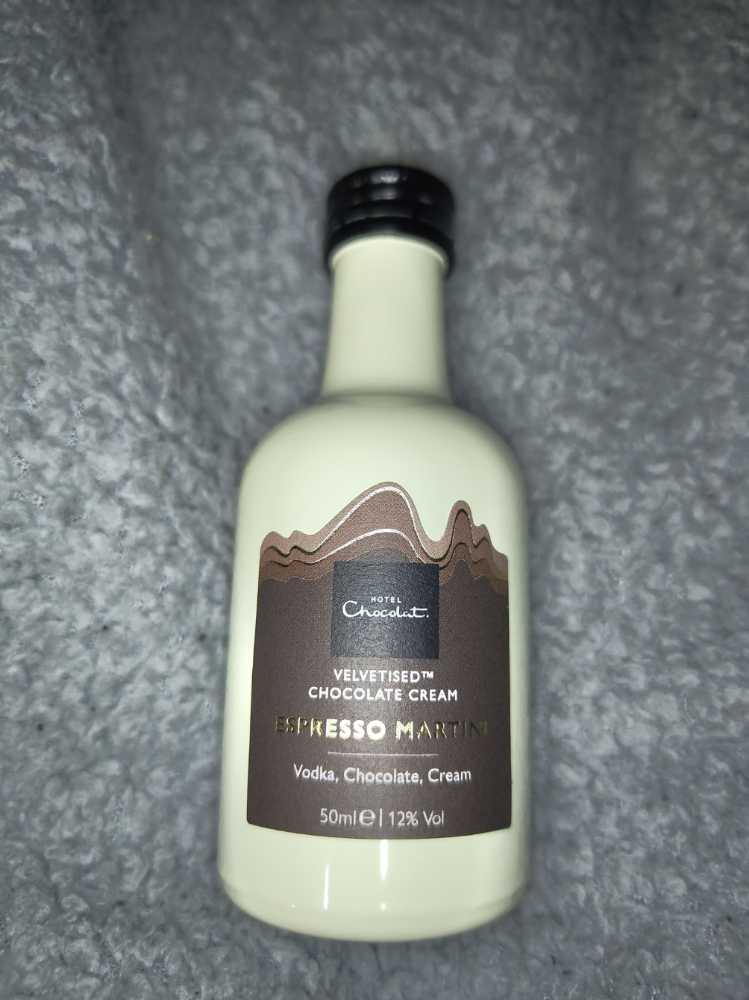 HOTEL
Chocolat.
VELVETISED™
CHOCOLATE CREAM
ESPRESSO MARTINI
Vodka, Chocolate, Cream
50ml ℮ | 12% Vol